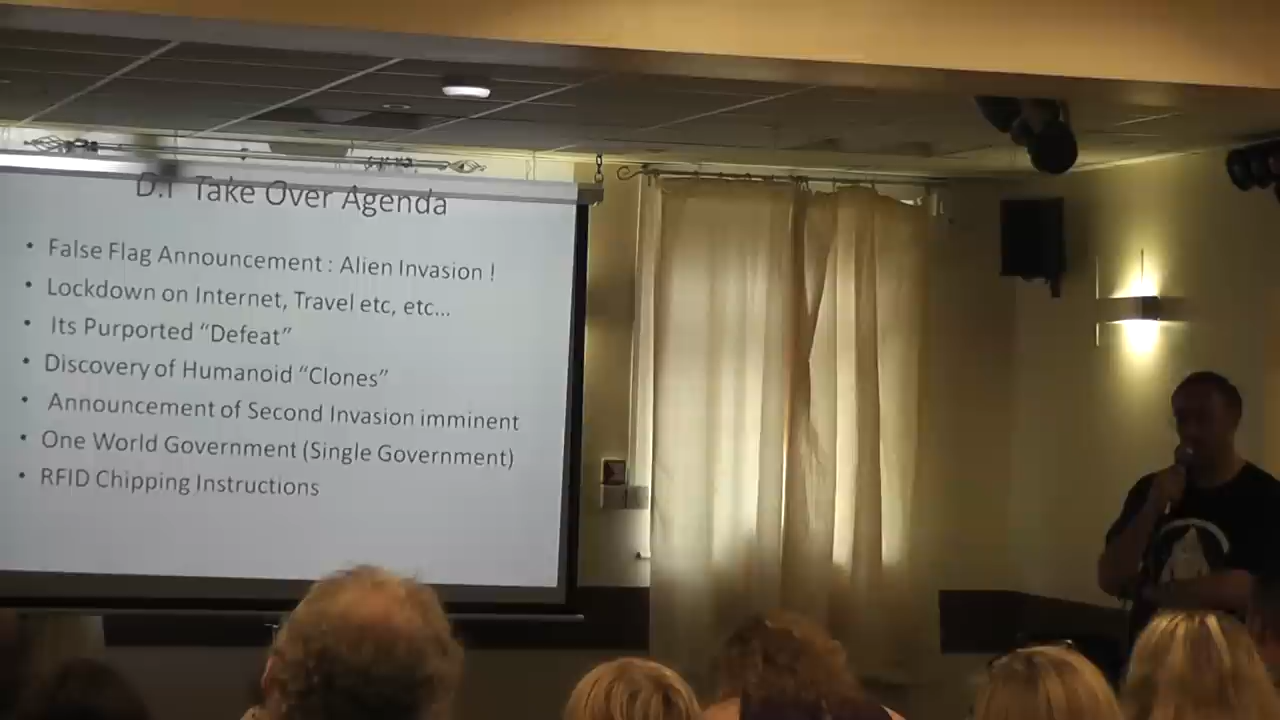 D.I Take Over Agenda
• False Flag Announcement : Alien Invasion !
• Lockdown on Internet, Travel etc, etc...
• Its Purported “Defeat”
• Discovery of Humanoid “Clones”
• Announcement of Second Invasion imminent
• One World Government (Single Government)
• RFID Chipping Instructions